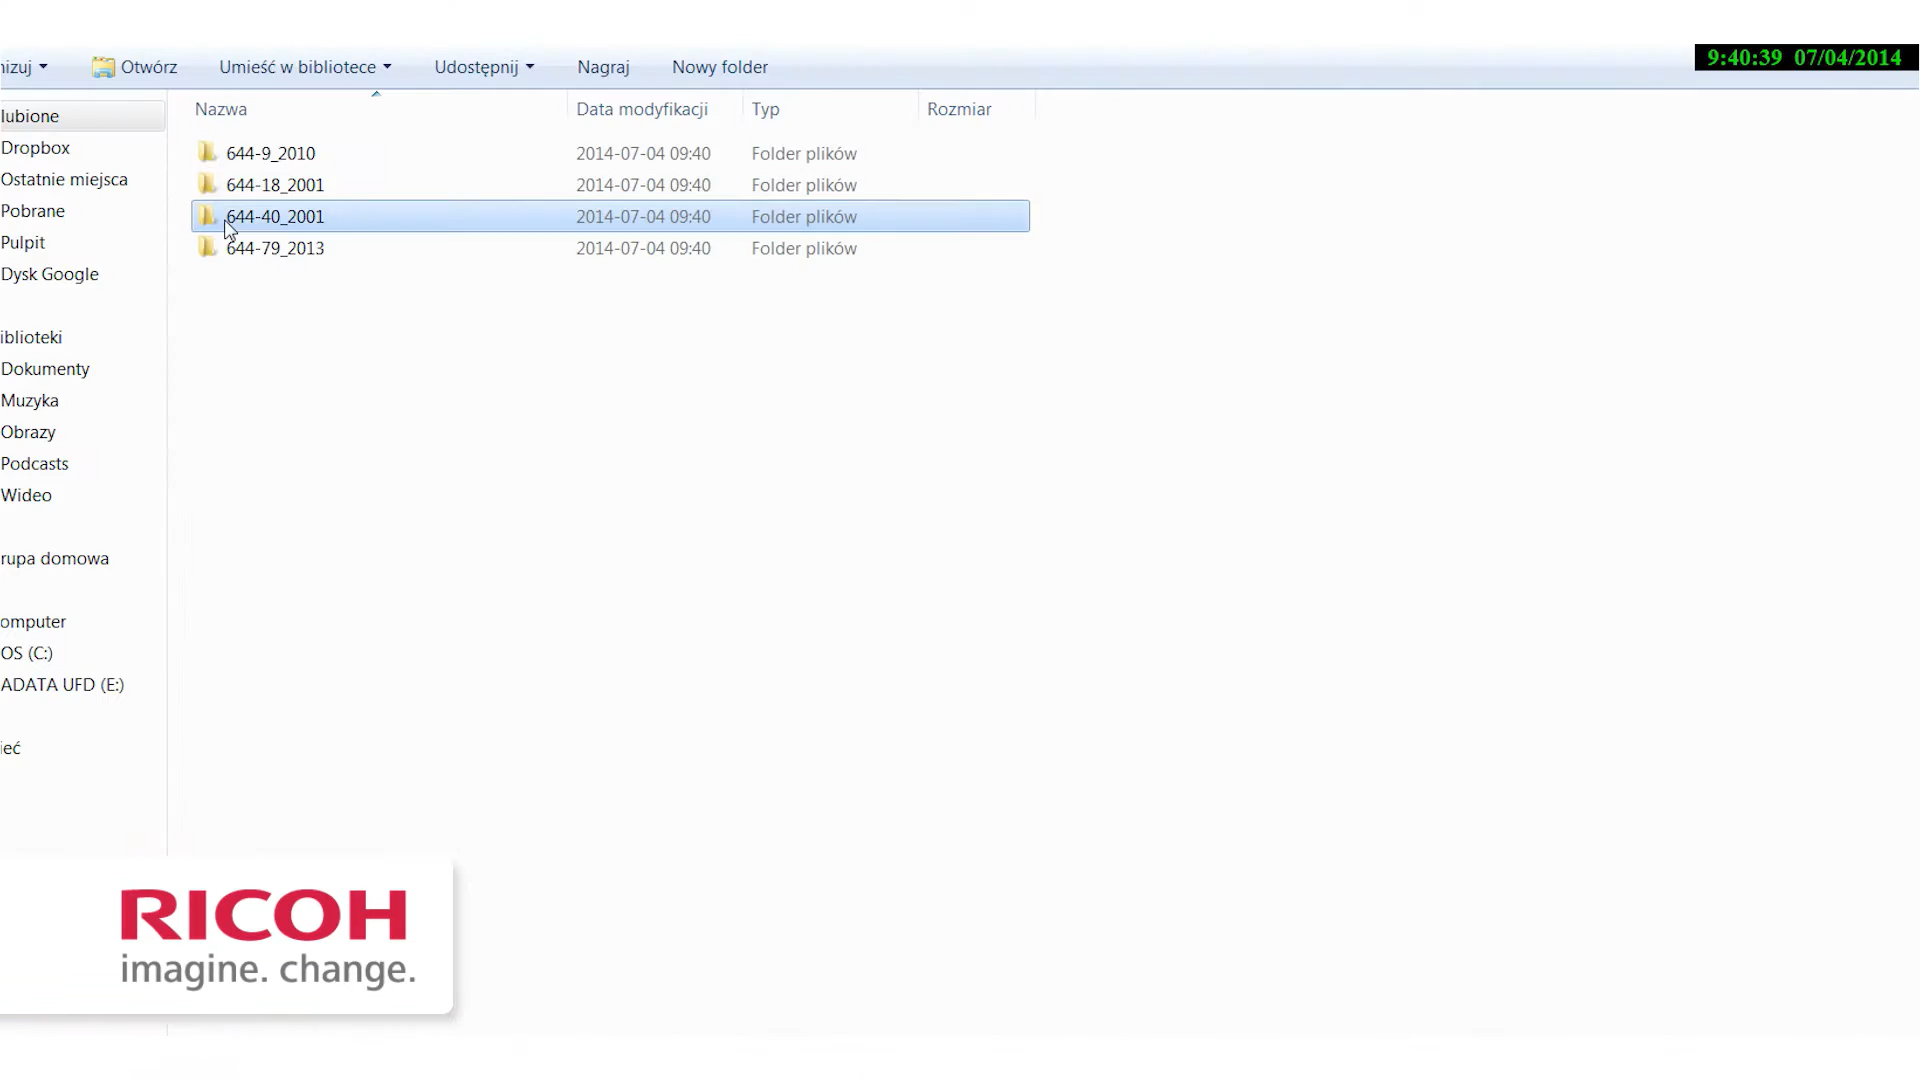 nizuj Otwórz Umieść w bibliotece Udostępnij Nagraj Nowy folder
9:40:39 07/04/2014
Nazwa Data modyfikacji Typ Rozmiar
644-9_2010 2014-07-04 09:40 Folder plików
644-18_2001 2014-07-04 09:40 Folder plików
644-40_2001 2014-07-04 09:40 Folder plików
644-79_2013 2014-07-04 09:40 Folder plików
lubione
Dropbox
Ostatnie miejsca
Pobrane
Pulpit
Dysk Google
iblioteki
Dokumenty
Muzyka
Obrazy
Podcasts
Wideo
rupa domowa
omputer
OS (C:)
ADATA UFD (E:)
ieć
RICOH
imagine. change.